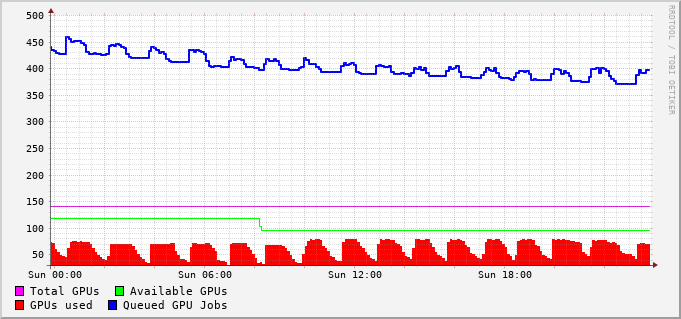 500
450
400
350
300
250
200
150
100
50
Sun 00:00 Sun 06:00 Sun 12:00 Sun 18:00
Total GPUs Available GPUs
GPUs used Queued GPU Jobs
RRDTOOL / TOBI OETIKER